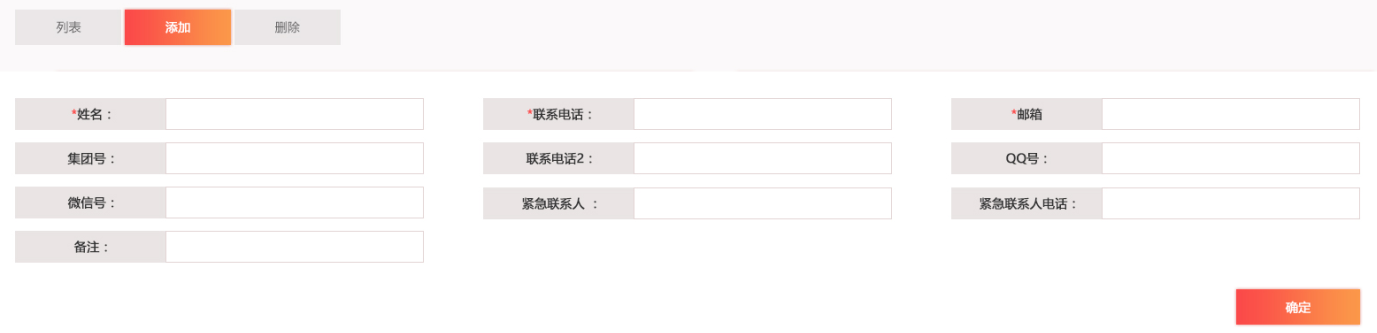 列表 添加 删除
*姓名： *联系电话： *邮箱
集团号： 联系电话2： QQ号：
微信号： 紧急联系人 ： 紧急联系人电话：
备注：
确定